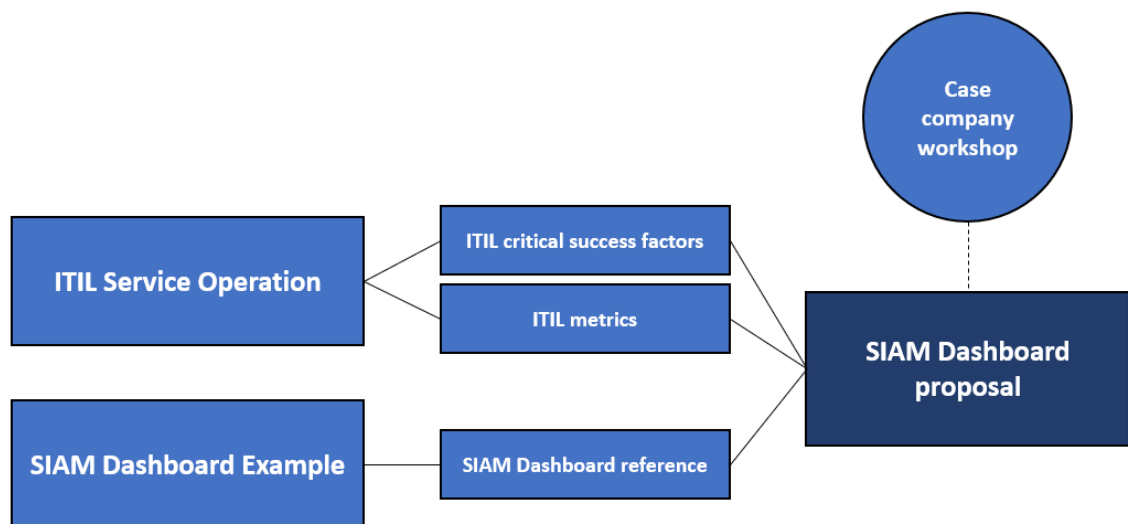 Case
company
workshop
ITIL Service Operation
ITIL critical success factors
ITIL metrics
SIAM Dashboard
proposal
SIAM Dashboard Example
SIAM Dashboard reference